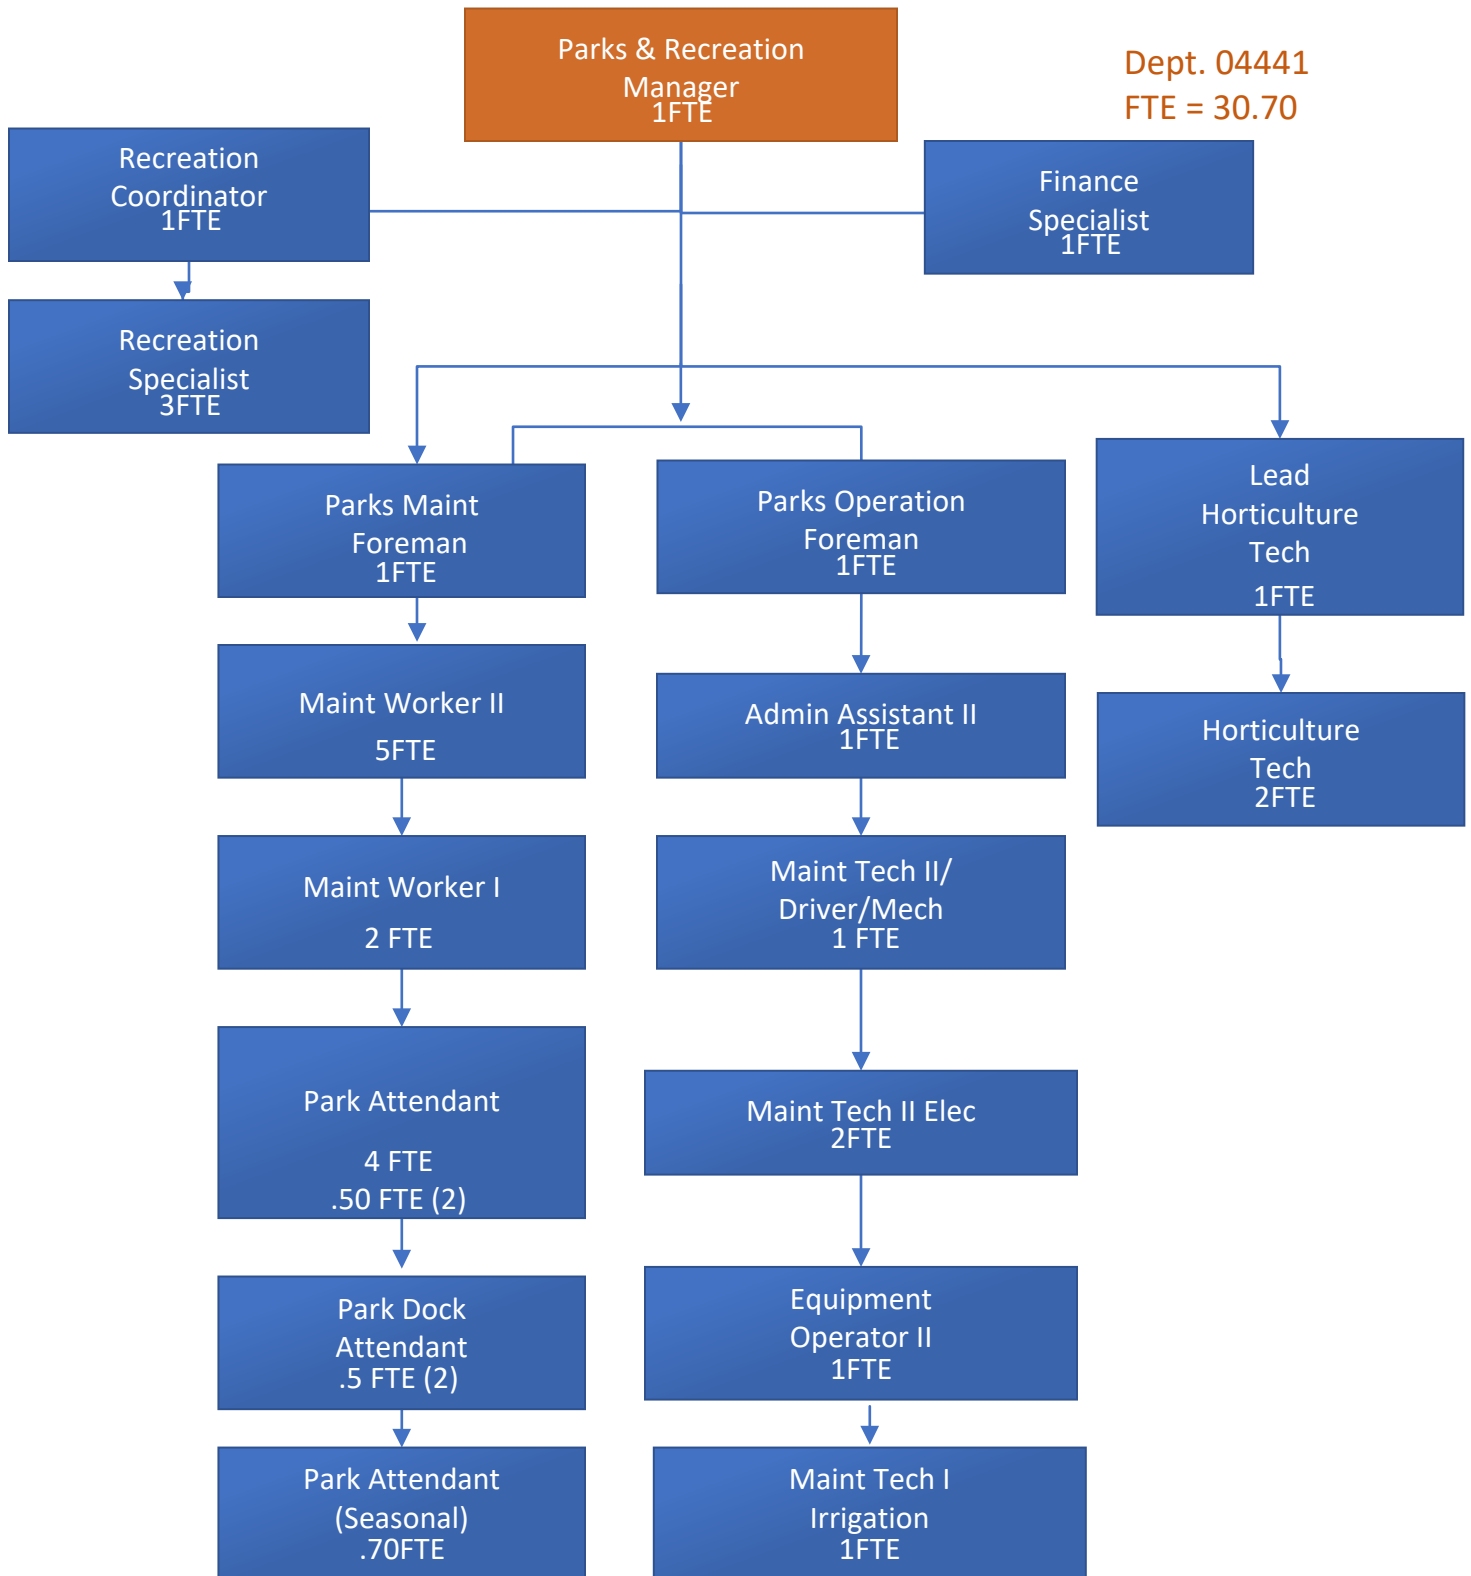 Parks & Recreation
Manager
1FTE
Dept. 04441
FTE = 30.70
Recreation
Coordinator
1FTE
Finance
Specialist
1FTE
Recreation
Specialist
3FTE
Parks Maint
Foreman
1FTE
Parks Operation
Foreman
1FTE
Lead
Horticulture
Tech
1FTE
Maint Worker II
5FTE
Admin Assistant II
1FTE
Horticulture
Tech
2FTE
Maint Worker I
2 FTE
Maint Tech II/
Driver/Mech
1 FTE
Park Attendant
4 FTE
.50 FTE (2)
Maint Tech II Elec
2FTE
Park Dock
Attendant
.5 FTE (2)
Equipment
Operator II
1FTE
Park Attendant
(Seasonal)
.70FTE
Maint Tech I
Irrigation
1FTE